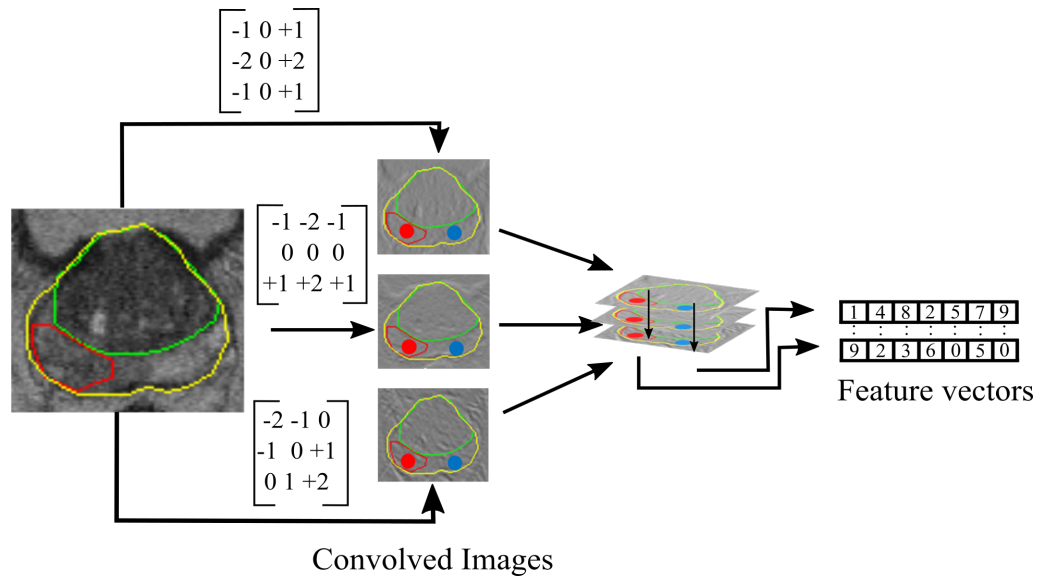 -1 0 +1
-2 0 +2
-1 0 +1
-1 -2 -1
0 0 0
+1 +2 +1
-2 -1 0
-1 0 +1
0 1 +2
1 4 8 2 5 7 9
9 2 3 6 0 5 0
Feature vectors
Convolved Images